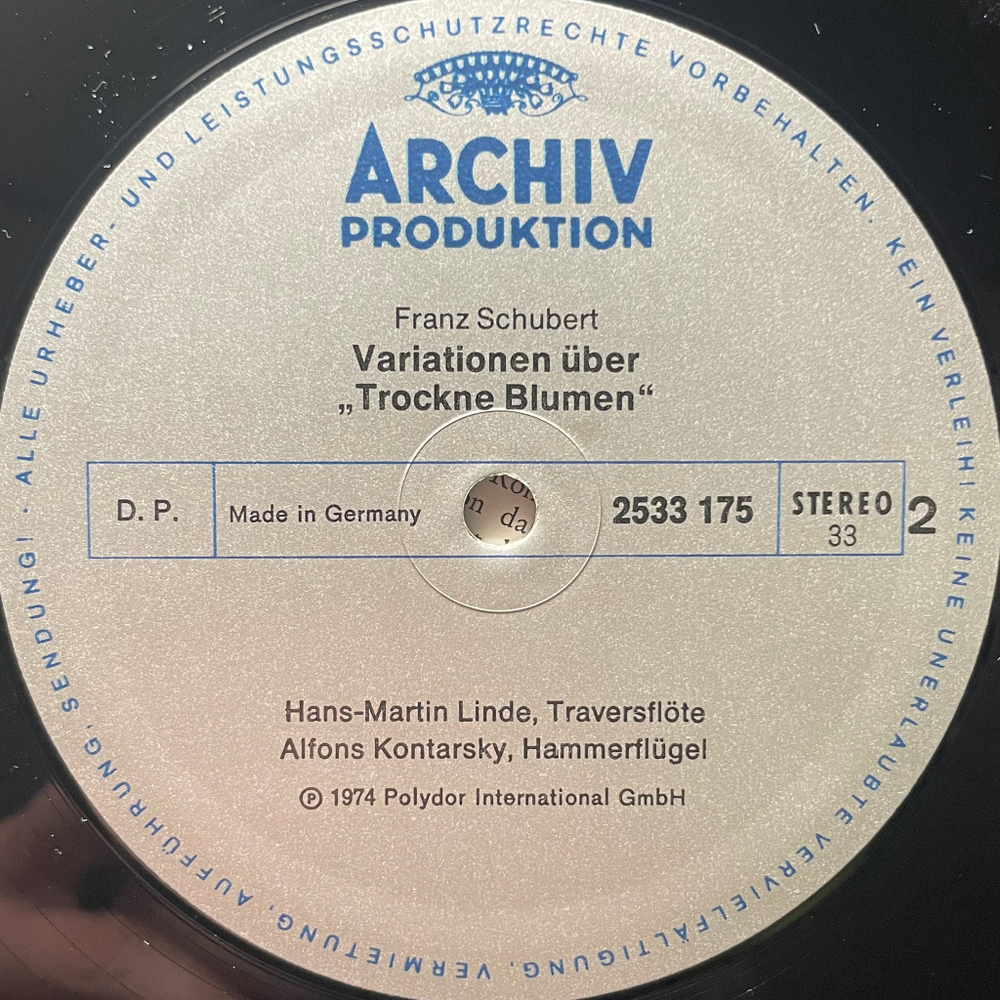 ALLE URHEBER- UND LEISTUNGSSCHUTZRECHTE VORBEHALTEN. KEIN VERLEIH! KEINE UNERLAUBTE VERVIELFÄLTIGUNG, VERMIETUNG, AUFFÜHRUNG, SENDUNG! ·
ARCHIV
PRODUKTION
Franz Schubert
Variationen über
„Trockne Blumen“
D. P.
Made in Germany
2533 175
STEREO
33
2
n da
Hans-Martin Linde, Traversflöte
Alfons Kontarsky, Hammerflügel
℗ 1974 Polydor International GmbH